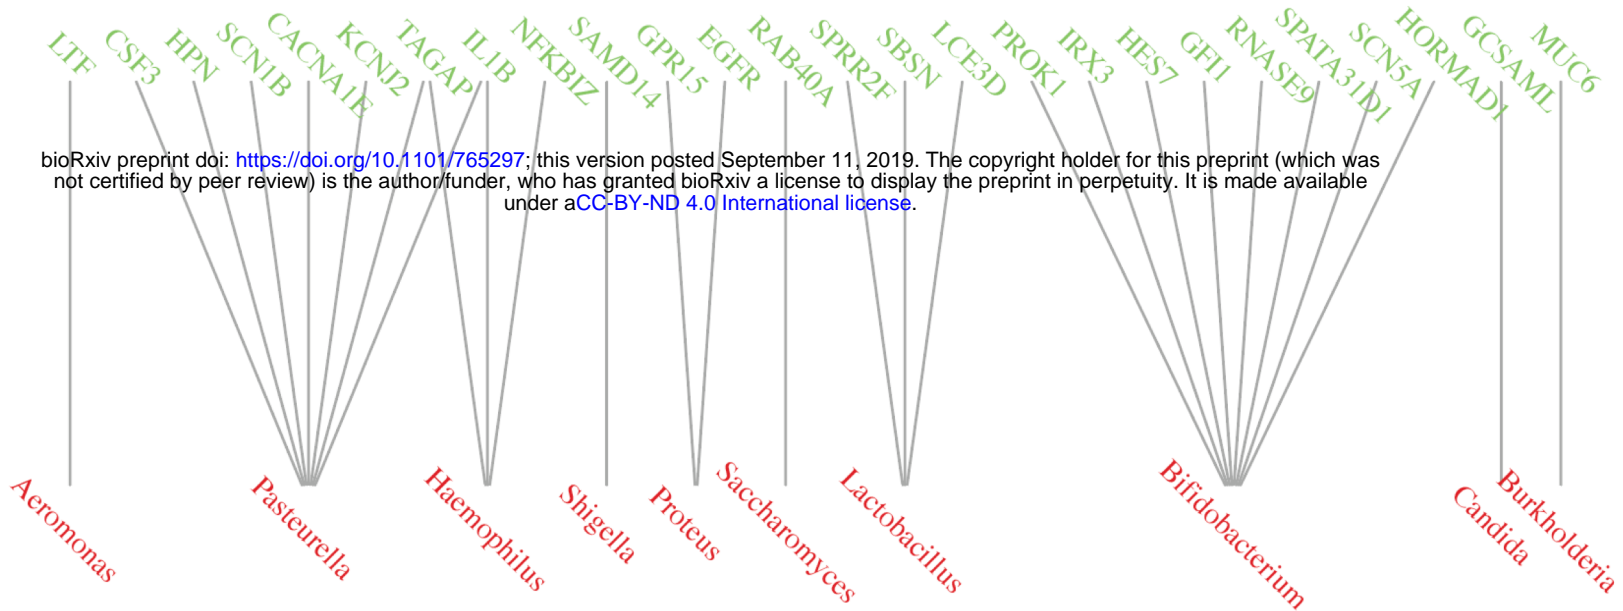 LTF
CSF3
HPN
SCN1B
CACNA1E
KCNJ2
TAGAP
IL1B
NFKBIZ
SAMD14
GPR15
EGFR
RAB40A
SPRR2F
SBSN
LCE3D
PROK1
IRX3
HES7
GFI1
RNASE9
SPATA31D1
SCN5A
HORMAD1
GCSAML
MUC6
bioRxiv preprint doi: https://doi.org/10.1101/765297; this version posted September 11, 2019. The copyright holder for this preprint (which was
not certified by peer review) is the author/funder, who has granted bioRxiv a license to display the preprint in perpetuity. It is made available
under aCC-BY-ND 4.0 International license.
Aeromonas
Pasteurella
Haemophilus
Shigella
Proteus
Saccharomyces
Lactobacillus
Bifidobacterium
Candida
Burkholderia